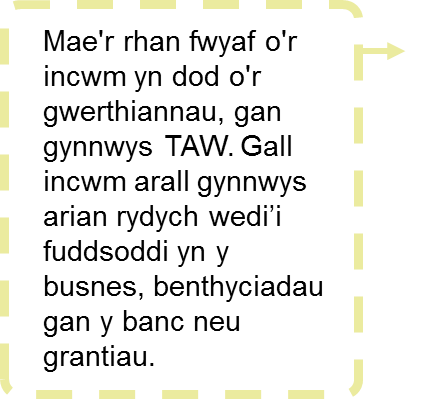 Mae'r rhan fwyaf o'r
incwm yn dod o'r
gwerthiannau, gan
gynnwys TAW. Gall
incwm arall gynnwys
arian rydych wedi’i
fuddsoddi yn y
busnes, benthyciadau
gan y banc neu
grantiau.